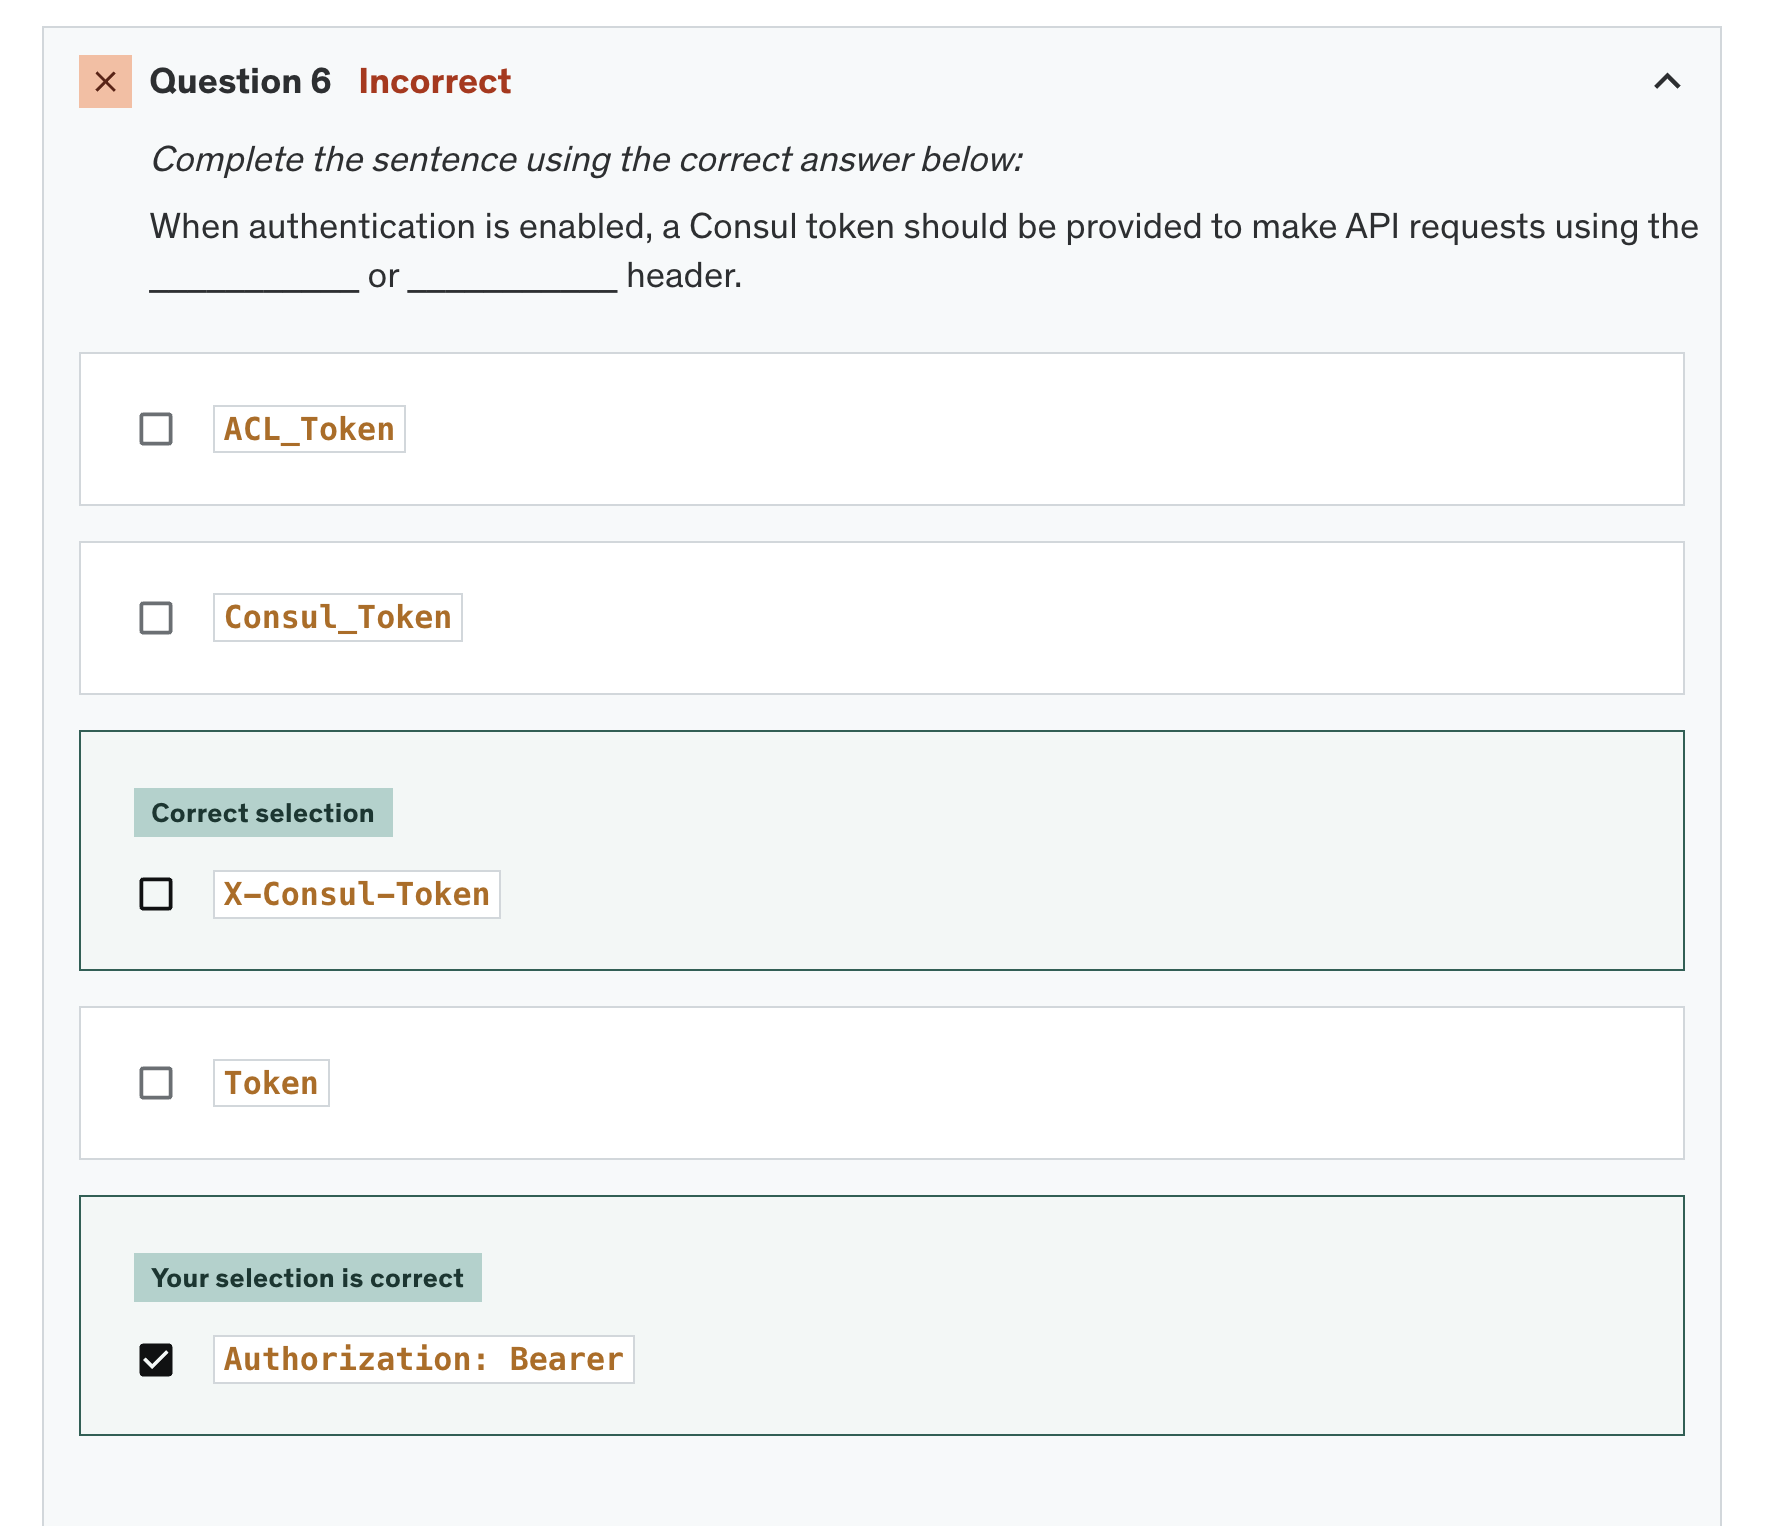 Question 6 Incorrect
Complete the sentence using the correct answer below:
When authentication is enabled, a Consul token should be provided to make API requests using the
___________ or ___________ header.
ACL_Token
Consul_Token
Correct selection
X-Consul-Token
Token
Your selection is correct
Authorization: Bearer